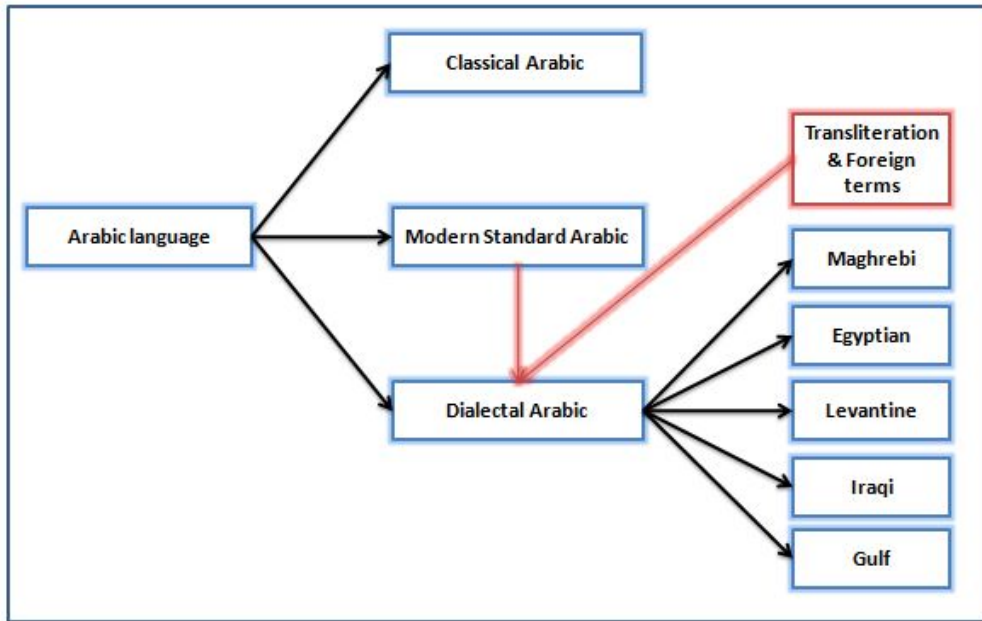 Classical Arabic
Transliteration
& Foreign
terms
Arabic language
Modern Standard Arabic
Maghrebi
Egyptian
Dialectal Arabic
Levantine
Iraqi
Gulf